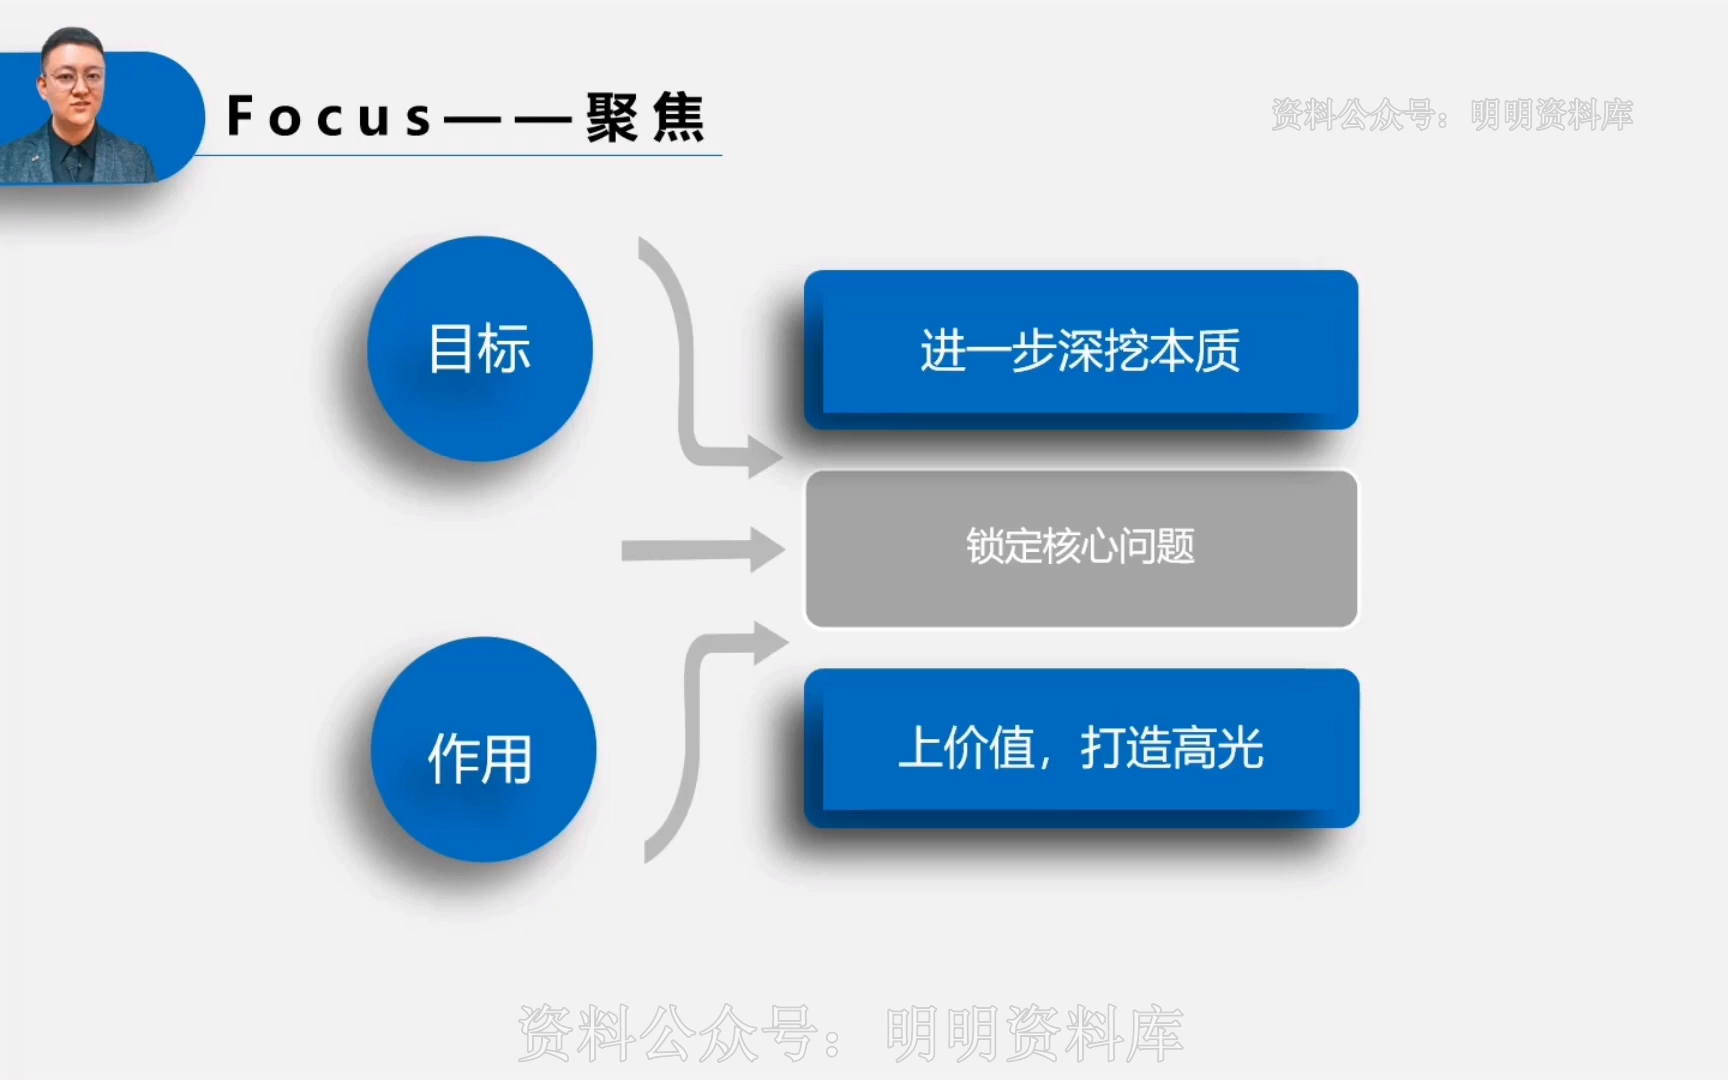 Focus——聚焦
资料公众号：明明资料库
目标
进一步深挖本质
锁定核心问题
作用
上价值，打造高光
资料公众号：明明资料库